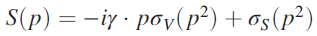 S(p) = −iγ · pσ_V(p²) + σ_S(p²)